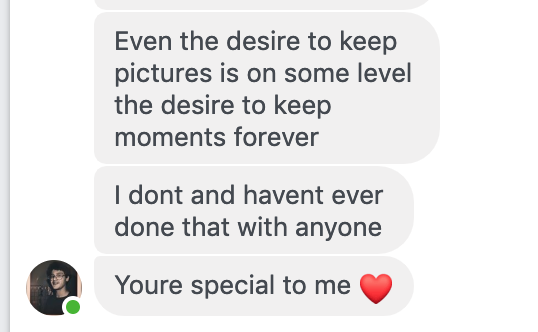 Even the desire to keep
pictures is on some level
the desire to keep
moments forever
I dont and havent ever
done that with anyone
Youre special to me ❤️